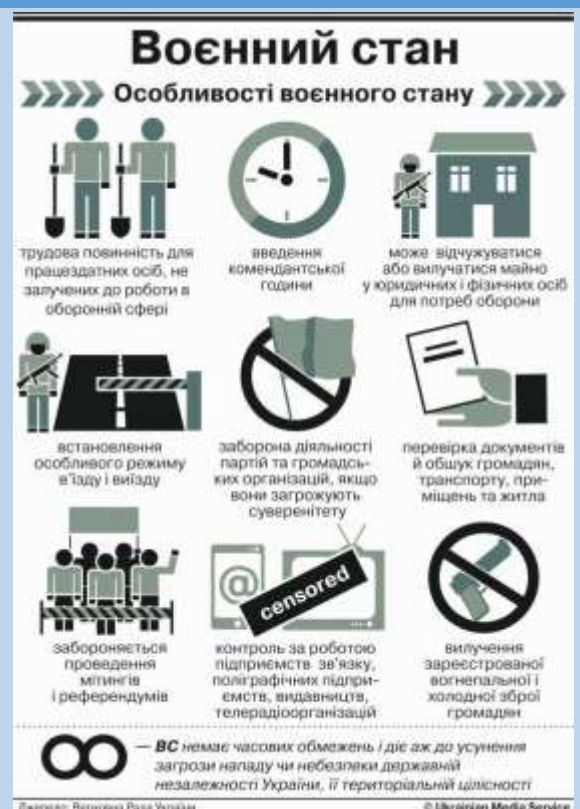 Воєнний стан
Особливості воєнного стану
трудова повинність для
працездатних осіб, не
залучених до роботи в
оборонній сфері
введення
комендантської
години
може відчужуватися
або вилучатися майно
у юридичних і фізичних осіб
для потреб оборони
встановлення
особливого режиму
в'їзду і виїзду
заборона діяльності
партій та громадсь-
ких організацій, якщо
вони загрожують
суверенітету
перевірка документів
й обшук громадян,
транспорту, при-
міщень та житла
забороняється
проведення
мітингів
і референдумів
@
censored
контроль за роботою
підприємств зв'язку,
поліграфічних підпри-
ємств, видавництв,
телерадіоорганізацій
вилучення
зареєстрованої
вогнепальної і
холодної зброї
громадян
— ВС немає часових обмежень і діє аж до усунення
загрози нападу чи небезпеки державній
незалежності України, її територіальній цілісності
Джерело: Верховна Рада України
© Ukrainian Media Service